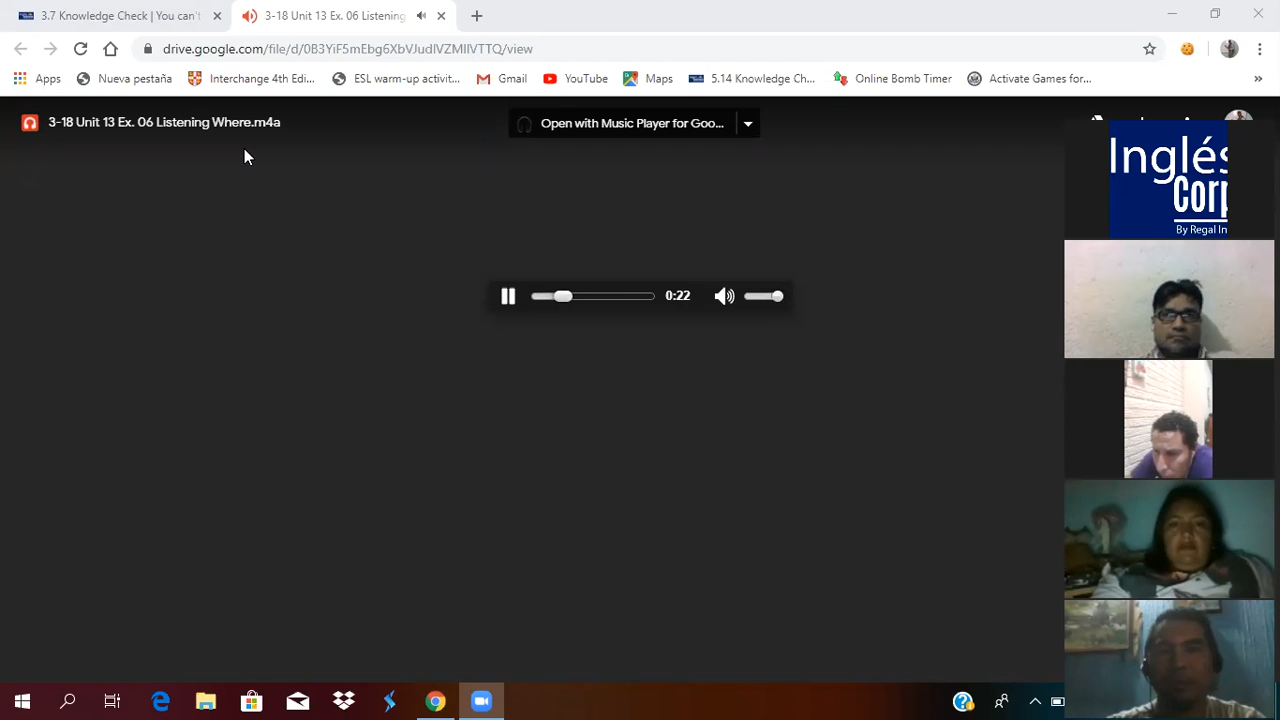 3.7 Knowledge Check | You can't
3-18 Unit 13 Ex. 06 Listening
drive.google.com/file/d/0B3YiF5mEbg6XbVJudlVZMllVTTQ/view
Apps
Nueva pestaña
Interchange 4th Edi...
ESL warm-up activit...
Gmail
YouTube
Maps
5.14 Knowledge Ch...
Online Bomb Timer
Activate Games for...
»
3-18 Unit 13 Ex. 06 Listening Where.m4a
Open with Music Player for Goo...
Inglés
Corp
By Regal In
0:22